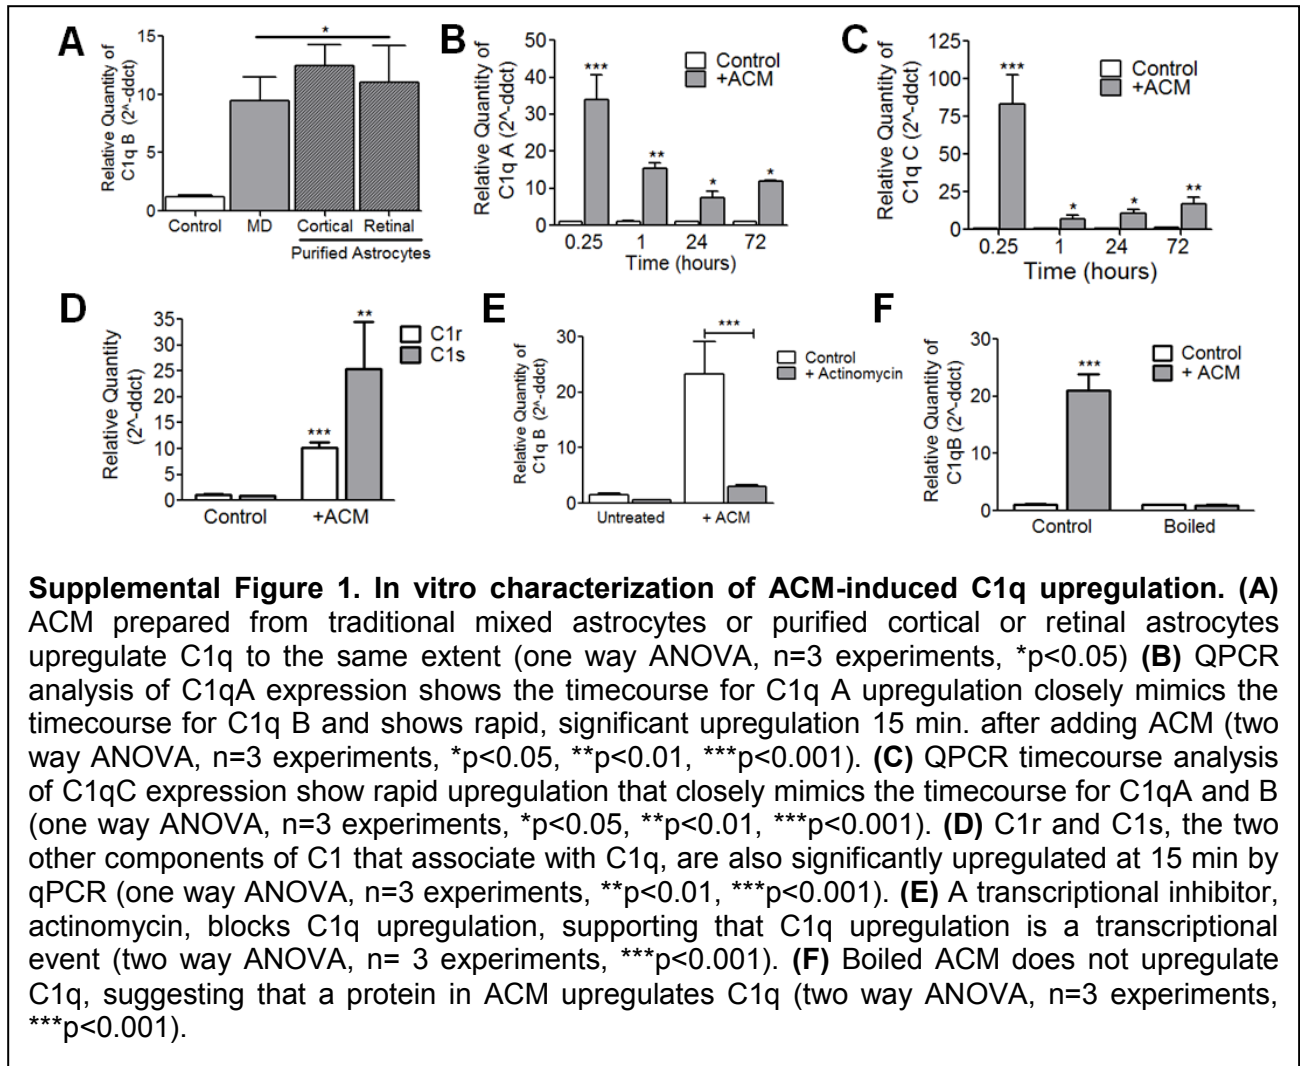 A
Relative Quantity of
C1q B (2^-ddct)
15
10
5
0
*
Control
MD
Cortical
Retinal
Purified Astrocytes
B
Relative Quantity of
C1q A (2^-ddct)
50
40
30
20
10
0
Control
+ACM
***
**
*
*
0.25
1
24
72
Time (hours)
C
Relative Quantity of
C1q C (2^-ddct)
125
100
75
50
25
0
Control
+ACM
***
*
*
**
0.25
1
24
72
Time (hours)
D
Relative Quantity
(2^-ddct)
35
30
25
20
15
10
5
0
C1r
C1s
***
**
Control
+ACM
E
Relative Quantity of
C1q B (2^-ddct)
30
20
10
0
***
Control
+ Actinomycin
Untreated
+ ACM
F
Relative Quantity of
C1qB (2^-ddct)
30
20
10
0
Control
+ ACM
***
Control
Boiled
Supplemental Figure 1. In vitro characterization of ACM-induced C1q upregulation. (A)
ACM prepared from traditional mixed astrocytes or purified cortical or retinal astrocytes
upregulate C1q to the same extent (one way ANOVA, n=3 experiments, *p<0.05) (B) QPCR
analysis of C1qA expression shows the timecourse for C1q A upregulation closely mimics the
timecourse for C1q B and shows rapid, significant upregulation 15 min. after adding ACM (two
way ANOVA, n=3 experiments, *p<0.05, **p<0.01, ***p<0.001). (C) QPCR timecourse analysis
of C1qC expression show rapid upregulation that closely mimics the timecourse for C1qA and B
(one way ANOVA, n=3 experiments, *p<0.05, **p<0.01, ***p<0.001). (D) C1r and C1s, the two
other components of C1 that associate with C1q, are also significantly upregulated at 15 min by
qPCR (one way ANOVA, n=3 experiments, **p<0.01, ***p<0.001). (E) A transcriptional inhibitor,
actinomycin, blocks C1q upregulation, supporting that C1q upregulation is a transcriptional
event (two way ANOVA, n= 3 experiments, ***p<0.001). (F) Boiled ACM does not upregulate
C1q, suggesting that a protein in ACM upregulates C1q (two way ANOVA, n=3 experiments,
***p<0.001).